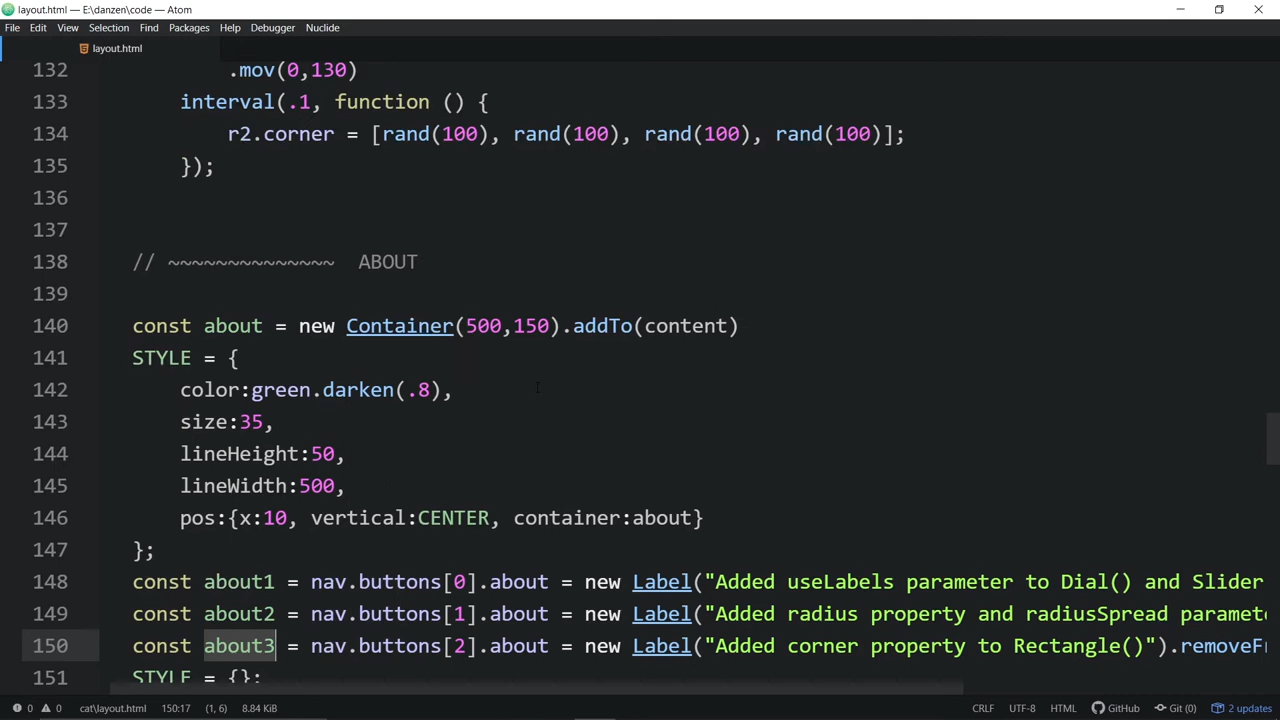 layout.html — E:\danzen\code — Atom
File Edit View Selection Find Packages Help Debugger Nuclide
layout.html
132 .mov(0,130)
133 interval(.1, function () {
134 r2.corner = [rand(100), rand(100), rand(100), rand(100)];
135 });
136
137
138 // ~~~~~~~~~~~~~~ ABOUT
139
140 const about = new Container(500,150).addTo(content)
141 STYLE = {
142 color:green.darken(.8),
143 size:35,
144 lineHeight:50,
145 lineWidth:500,
146 pos:{x:10, vertical:CENTER, container:about}
147 };
148 const about1 = nav.buttons[0].about = new Label("Added useLabels parameter to Dial() and Slider
149 const about2 = nav.buttons[1].about = new Label("Added radius property and radiusSpread paramete
150 const about3 = nav.buttons[2].about = new Label("Added corner property to Rectangle()").removeFr
151 STYLE = {};
0 0 cat\layout.html 150:17 (1, 6) 8.84 KiB CRLF UTF-8 HTML GitHub Git (0) 2 updates